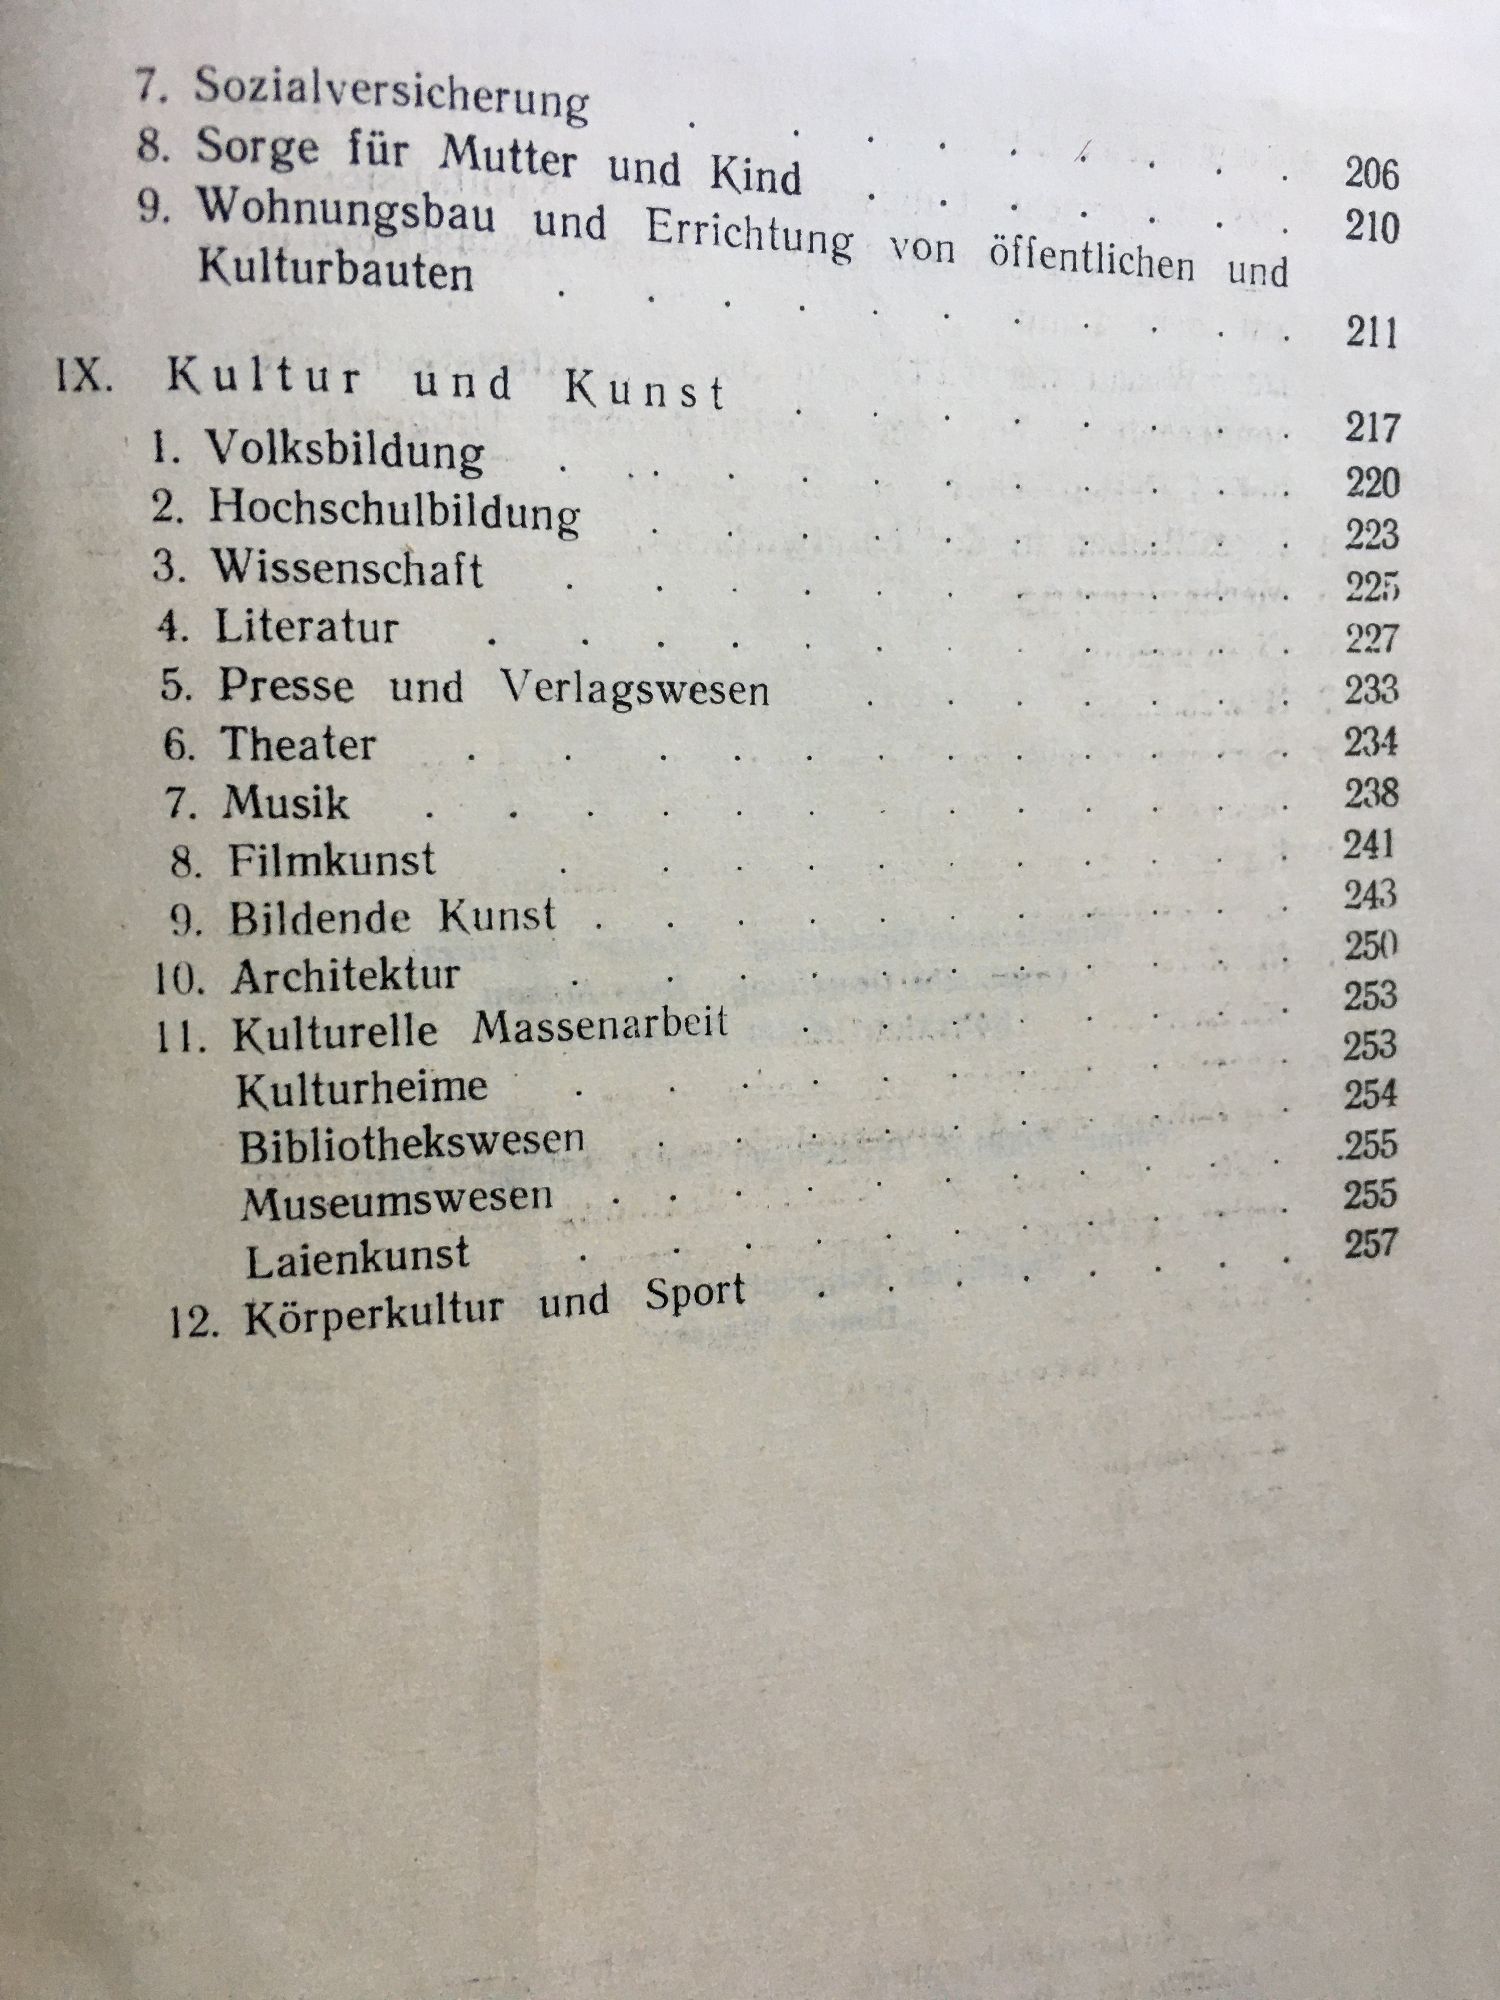 7. Sozialversicherung . . . . . . . . . 206
8. Sorge für Mutter und Kind . . . . . . . 210
9. Wohnungsbau und Errichtung von öffentlichen und
Kulturbauten . . . . . . . . . . . 211
IX. Kultur und Kunst . . . . . . . . 217
1. Volksbildung . . . . . . . . . . . . 220
2. Hochschulbildung . . . . . . . . . . 223
3. Wissenschaft . . . . . . . . . . . 225
4. Literatur . . . . . . . . . . . . 227
5. Presse und Verlagswesen . . . . . . . 233
6. Theater . . . . . . . . . . . . 234
7. Musik . . . . . . . . . . . . . 238
8. Filmkunst . . . . . . . . . . . 241
9. Bildende Kunst . . . . . . . . . . . 243
10. Architektur . . . . . . . . . . . 250
11. Kulturelle Massenarbeit . . . . . . . . 253
Kulturheime . . . . . . . . . . . 253
Bibliothekswesen . . . . . . . . . . 254
Museumswesen . . . . . . . . . . .255
Laienkunst . . . . . . . . . . . 255
12. Körperkultur und Sport . . . . . . . . 257